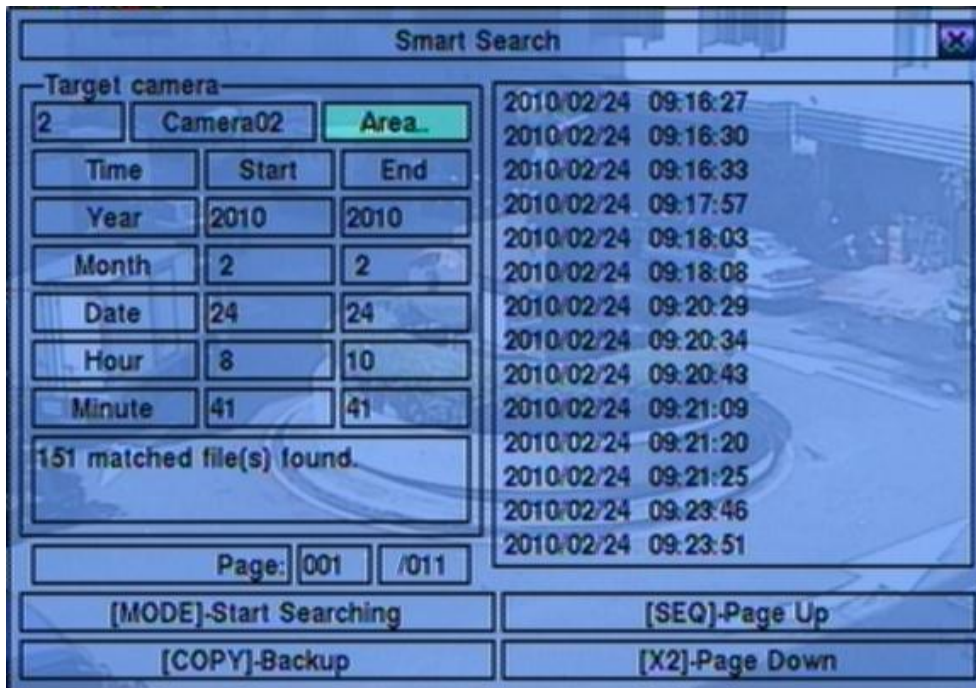 Smart Search
Target camera
2 Camera02 Area..
Time Start End
Year 2010 2010
Month 2 2
Date 24 24
Hour 8 10
Minute 41 41
151 matched file(s) found.
Page: 001 /011
2010/02/24 09:16:27
2010/02/24 09:16:30
2010/02/24 09:16:33
2010/02/24 09:17:57
2010/02/24 09:18:03
2010/02/24 09:18:08
2010/02/24 09:20:29
2010/02/24 09:20:34
2010/02/24 09:20:43
2010/02/24 09:21:09
2010/02/24 09:21:20
2010/02/24 09:21:25
2010/02/24 09:23:46
2010/02/24 09:23:51
[MODE]-Start Searching
[SEQ]-Page Up
[COPY]-Backup
[X2]-Page Down